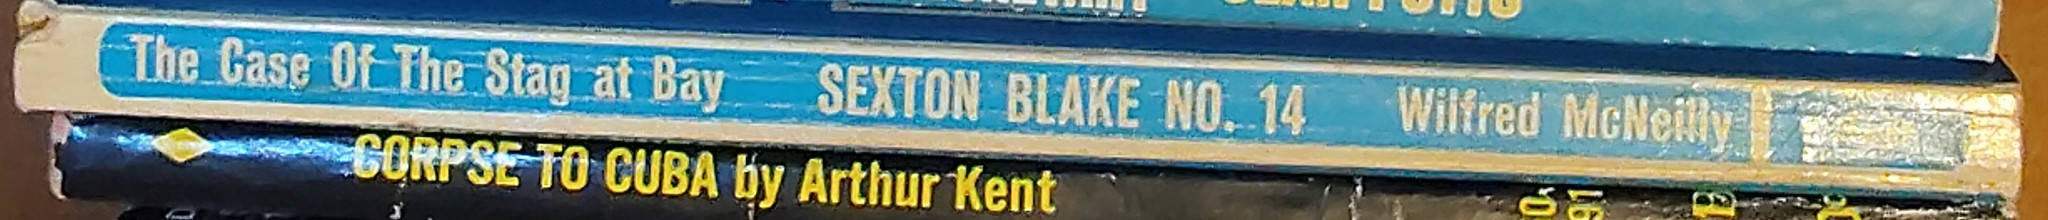 The Case Of The Stag at Bay SEXTON BLAKE NO. 14 Wilfred McNeilly
CORPSE TO CUBA by Arthur Kent